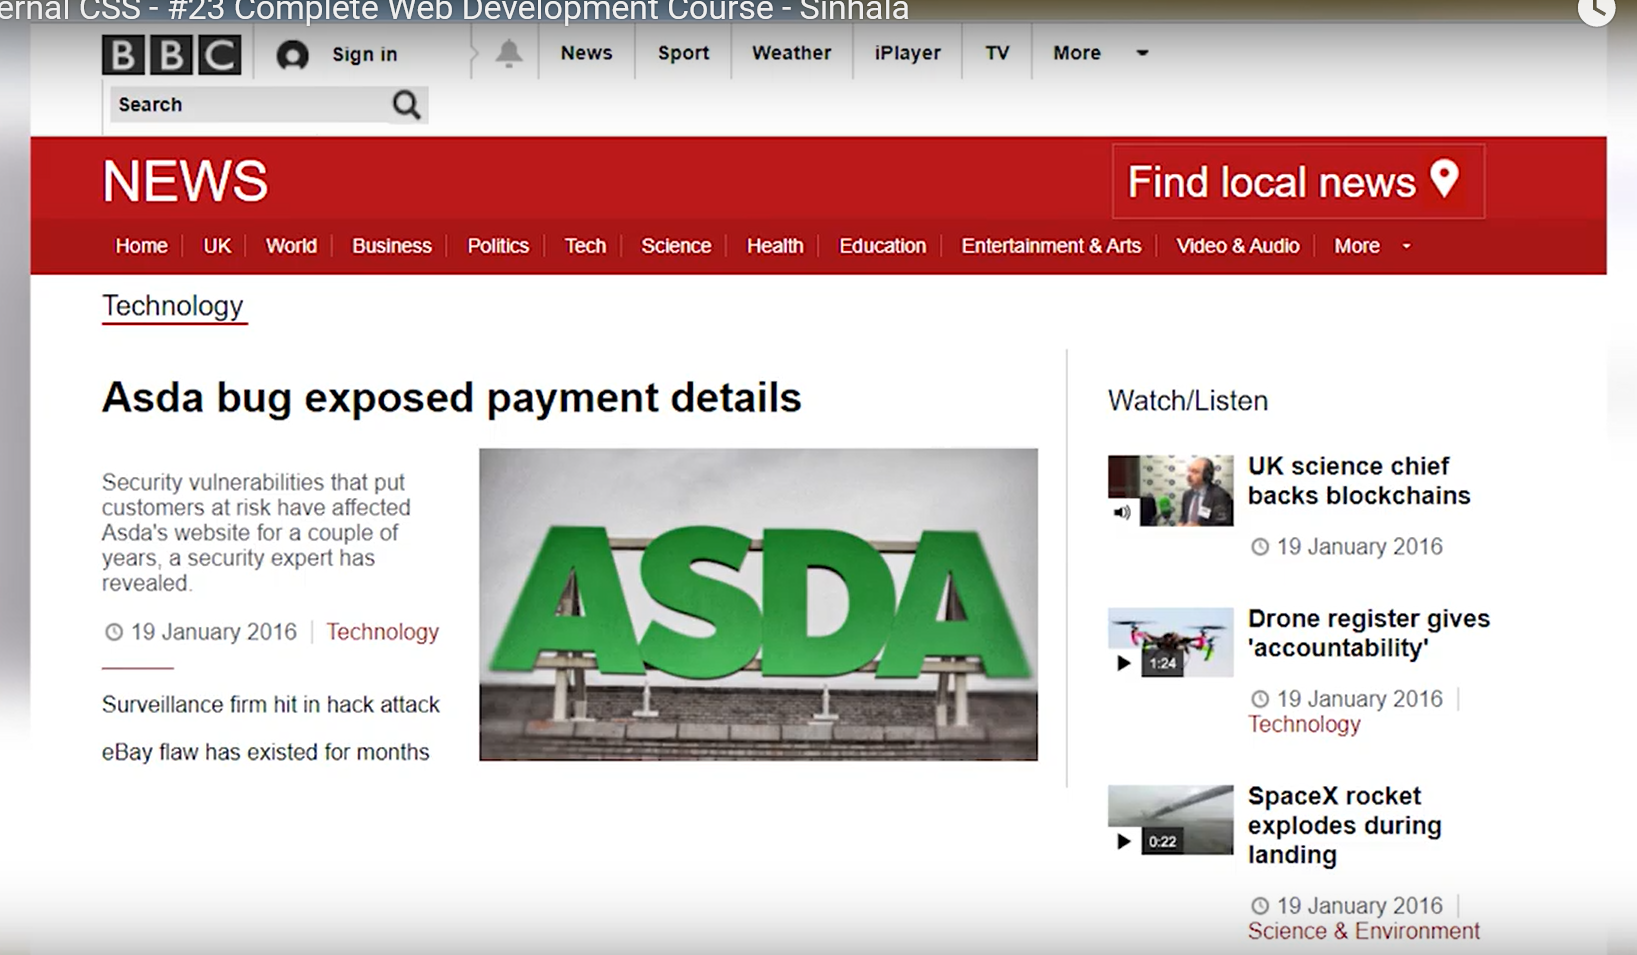 ernal CSS - #23 Complete Web Development Course - Sinhala
BBC Sign in News Sport Weather iPlayer TV More
Search
NEWS Find local news
Home UK World Business Politics Tech Science Health Education Entertainment & Arts Video & Audio More
Technology
Asda bug exposed payment details
Security vulnerabilities that put
customers at risk have affected
Asda's website for a couple of
years, a security expert has
revealed.
19 January 2016 Technology
Surveillance firm hit in hack attack
eBay flaw has existed for months
ASDA
Watch/Listen
UK science chief
backs blockchains
19 January 2016
Drone register gives
'accountability'
1:24
19 January 2016
Technology
SpaceX rocket
explodes during
landing
0:22
19 January 2016
Science & Environment